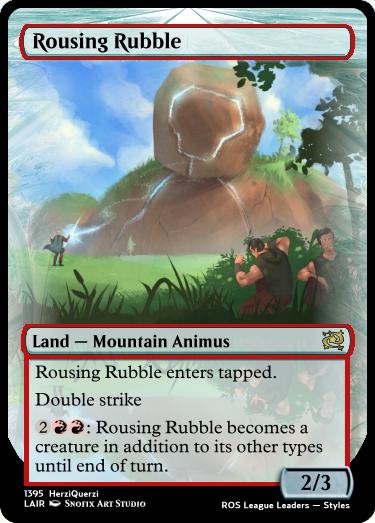 Rousing Rubble
Land — Mountain Animus
Rousing Rubble enters tapped.
Double strike
2 : Rousing Rubble becomes a
creature in addition to its other types
until end of turn.
2/3
1395 HerziQuerzi
LAIR Snofix Art Studio
ROS League Leaders — Styles